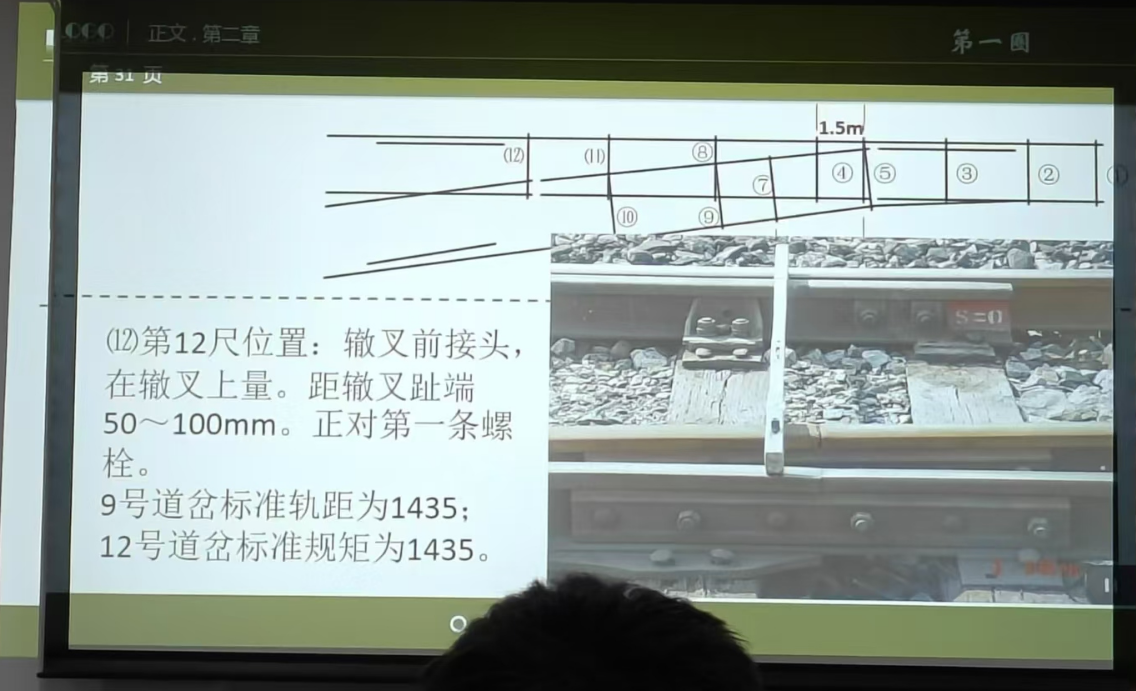 正文.第二章
第一圈
第 31 页
1.5m
⑿
⑾
⑧
⑦
④
⑤
③
②
①
⑩
⑨
S=0
⑿第12尺位置：辙叉前接头，
在辙叉上量。距辙叉趾端
50～100mm。正对第一条螺
栓。
9号道岔标准轨距为1435；
12号道岔标准规矩为1435。